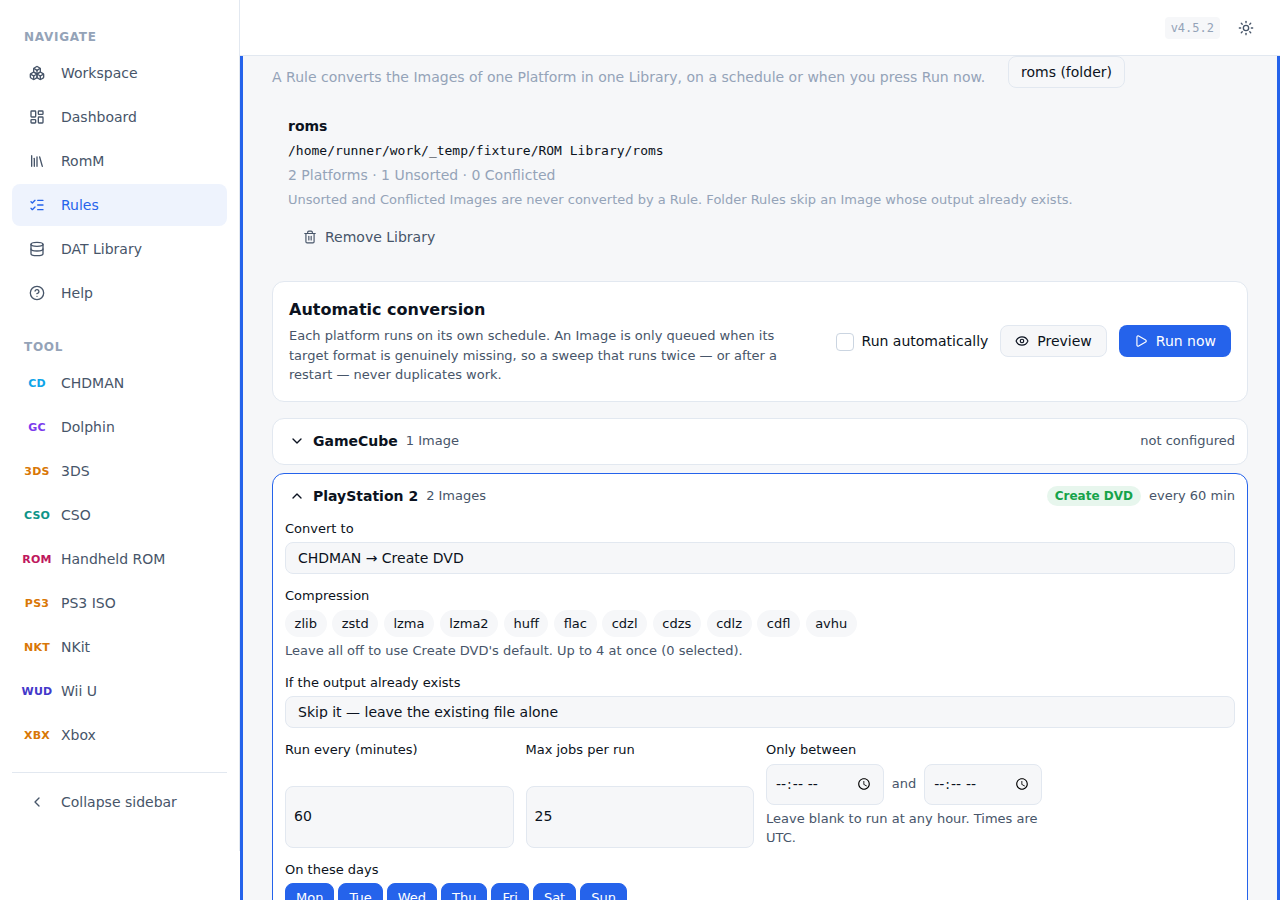 NAVIGATE
Workspace
Dashboard
RomM
Rules
DAT Library
Help
TOOL
CD CHDMAN
GC Dolphin
3DS 3DS
CSO CSO
ROM Handheld ROM
PS3 PS3 ISO
NKT NKit
WUD Wii U
XBX Xbox
Collapse sidebar
v4.5.2
A Rule converts the Images of one Platform in one Library, on a schedule or when you press Run now.
roms (folder)
roms
/home/runner/work/_temp/fixture/ROM Library/roms
2 Platforms · 1 Unsorted · 0 Conflicted
Unsorted and Conflicted Images are never converted by a Rule. Folder Rules skip an Image whose output already exists.
Remove Library
Automatic conversion
Each platform runs on its own schedule. An Image is only queued when its
target format is genuinely missing, so a sweep that runs twice — or after a
restart — never duplicates work.
Run automatically
Preview
Run now
GameCube 1 Image not configured
PlayStation 2 2 Images Create DVD every 60 min
Convert to
CHDMAN → Create DVD
Compression
zlib zstd lzma lzma2 huff flac cdzl cdzs cdlz cdfl avhu
Leave all off to use Create DVD's default. Up to 4 at once (0 selected).
If the output already exists
Skip it — leave the existing file alone
Run every (minutes) Max jobs per run Only between
60 25 --:-- -- and --:-- --
Leave blank to run at any hour. Times are
UTC.
On these days
Mon Tue Wed Thu Fri Sat Sun